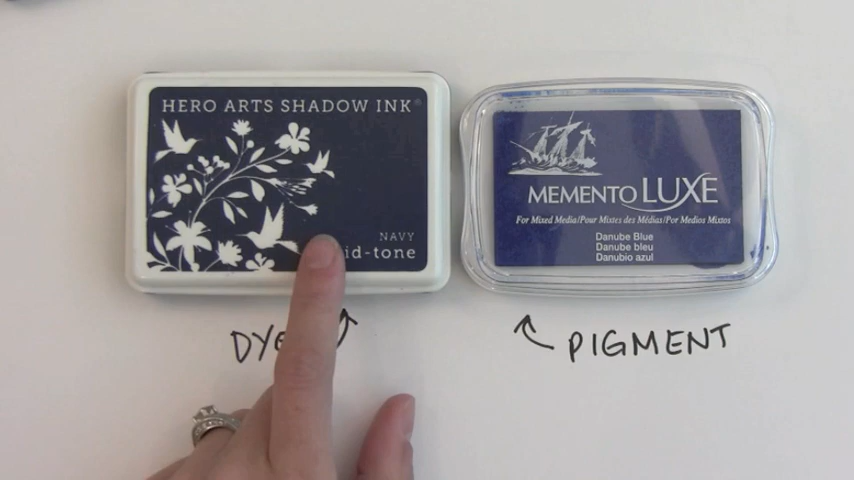 HERO ARTS SHADOW INK®
NAVY
id-tone
MEMENTO LUXE
For Mixed Media/Pour Mixtes des Médias/Por Medios Mixtos
Danube Blue
Danube bleu
Danubio azul
DYE
PIGMENT